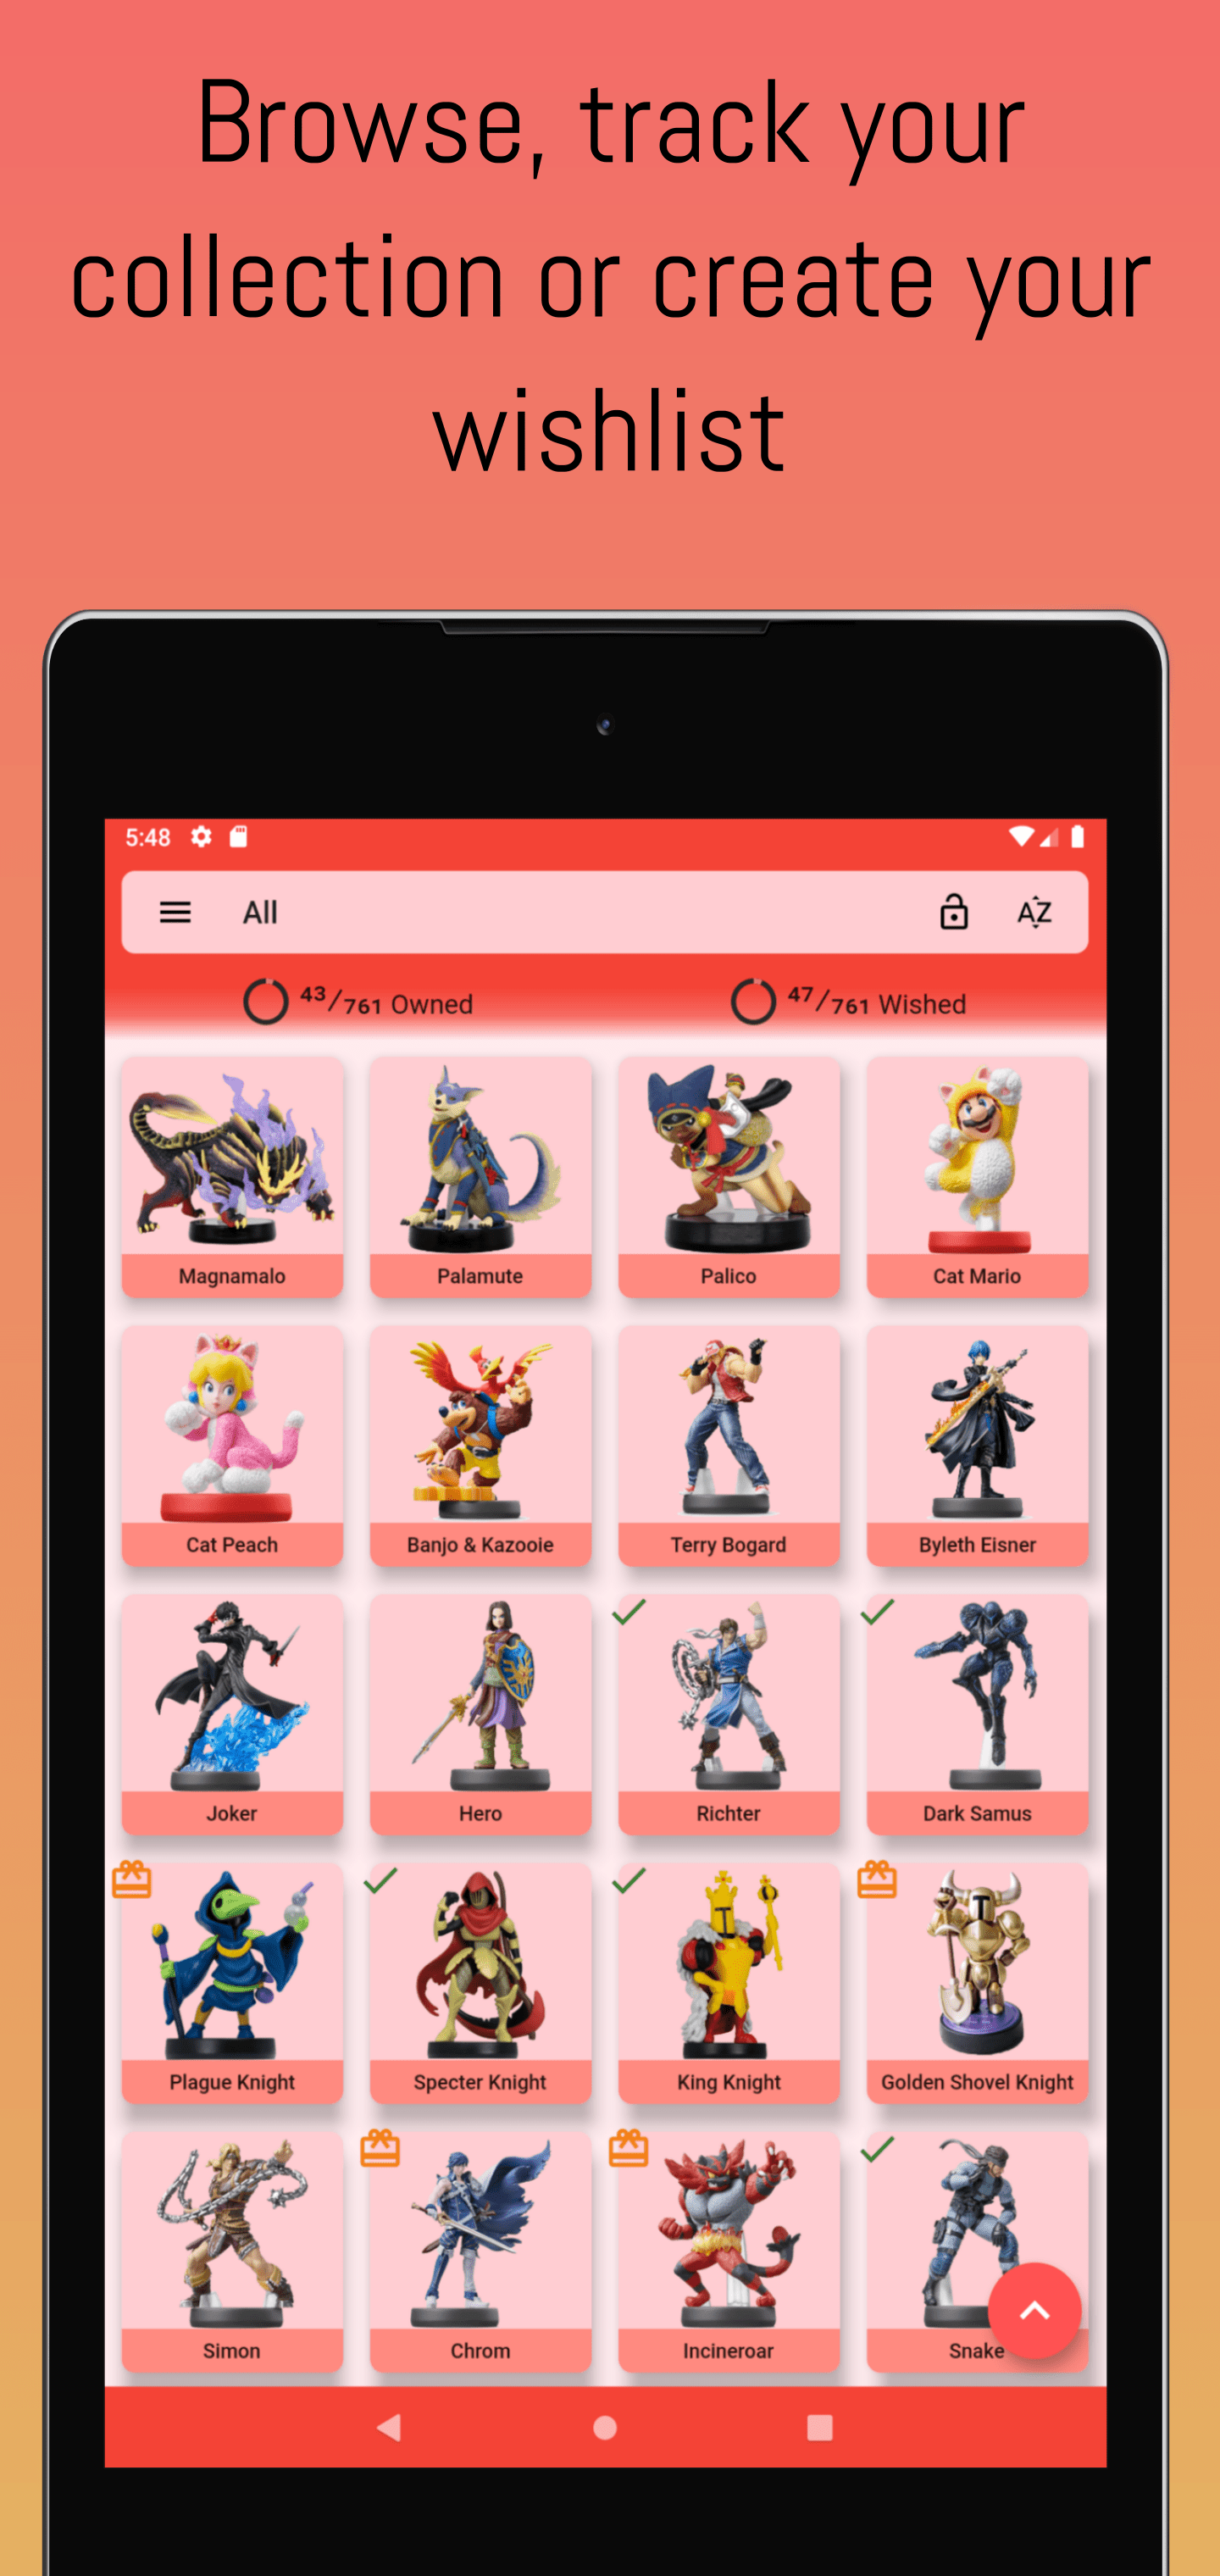 Browse, track your
collection or create your
wishlist
5:48
All
AZ
43/761 Owned
47/761 Wished
Magnamalo
Palamute
Palico
Cat Mario
Cat Peach
Banjo & Kazooie
Terry Bogard
Byleth Eisner
Joker
Hero
Richter
Dark Samus
Plague Knight
Specter Knight
King Knight
Golden Shovel Knight
Simon
Chrom
Incineroar
Snake